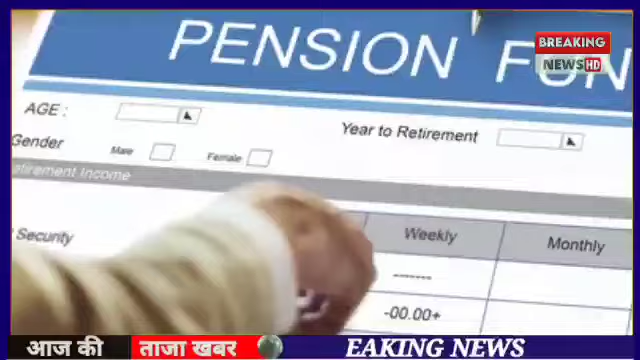 PENSION FUN
BREAKING
NEWS HD
AGE :
Year to Retirement
Gender
Male
Female
etirement Income
Security
Weekly
Monthly
-------
-00.00+
आज की ताजा खबर
EAKING NEWS